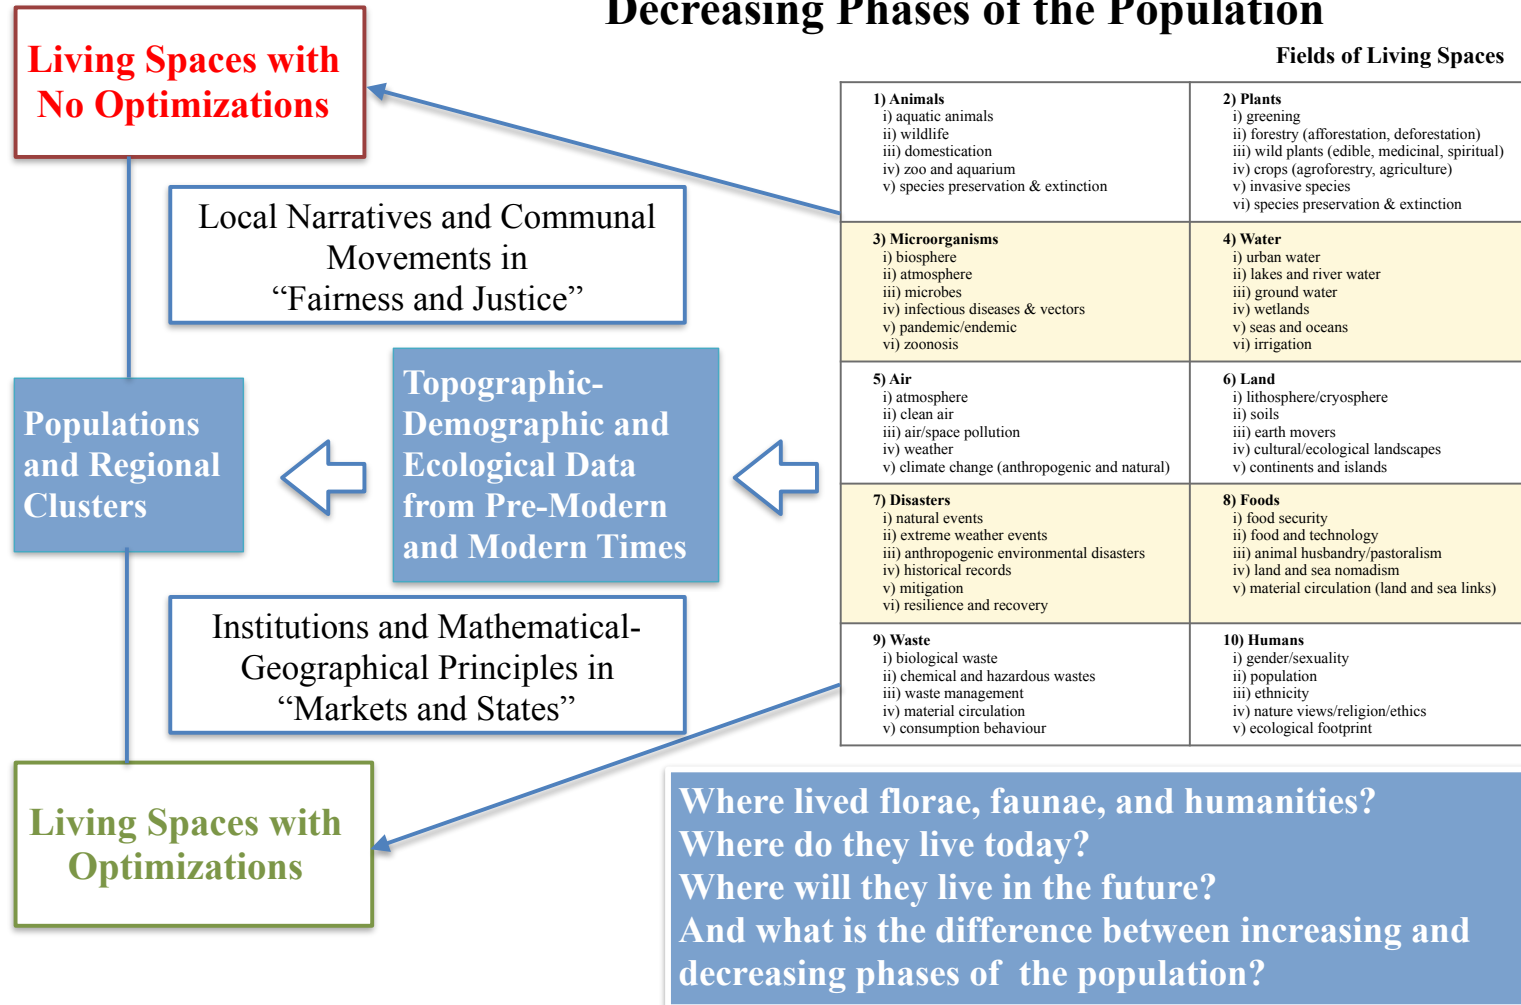 Decreasing Phases of the Population
Fields of Living Spaces
Living Spaces with
No Optimizations
Local Narratives and Communal
Movements in
“Fairness and Justice”
Populations
and Regional
Clusters
Topographic-
Demographic and
Ecological Data
from Pre-Modern
and Modern Times
Institutions and Mathematical-
Geographical Principles in
“Markets and States”
Living Spaces with
Optimizations
1) Animals
i) aquatic animals
ii) wildlife
iii) domestication
iv) zoo and aquarium
v) species preservation & extinction
2) Plants
i) greening
ii) forestry (afforestation, deforestation)
iii) wild plants (edible, medicinal, spiritual)
iv) crops (agroforestry, agriculture)
v) invasive species
vi) species preservation & extinction
3) Microorganisms
i) biosphere
ii) atmosphere
iii) microbes
iv) infectious diseases & vectors
v) pandemic/endemic
vi) zoonosis
4) Water
i) urban water
ii) lakes and river water
iii) ground water
iv) wetlands
v) seas and oceans
vi) irrigation
5) Air
i) atmosphere
ii) clean air
iii) air/space pollution
iv) weather
v) climate change (anthropogenic and natural)
6) Land
i) lithosphere/cryosphere
ii) soils
iii) earth movers
iv) cultural/ecological landscapes
v) continents and islands
7) Disasters
i) natural events
ii) extreme weather events
iii) anthropogenic environmental disasters
iv) historical records
v) mitigation
vi) resilience and recovery
8) Foods
i) food security
ii) food and technology
iii) animal husbandry/pastoralism
iv) land and sea nomadism
v) material circulation (land and sea links)
9) Waste
i) biological waste
ii) chemical and hazardous wastes
iii) waste management
iv) material circulation
v) consumption behaviour
10) Humans
i) gender/sexuality
ii) population
iii) ethnicity
iv) nature views/religion/ethics
v) ecological footprint
Where lived florae, faunae, and humanities?
Where do they live today?
Where will they live in the future?
And what is the difference between increasing and
decreasing phases of  the population?